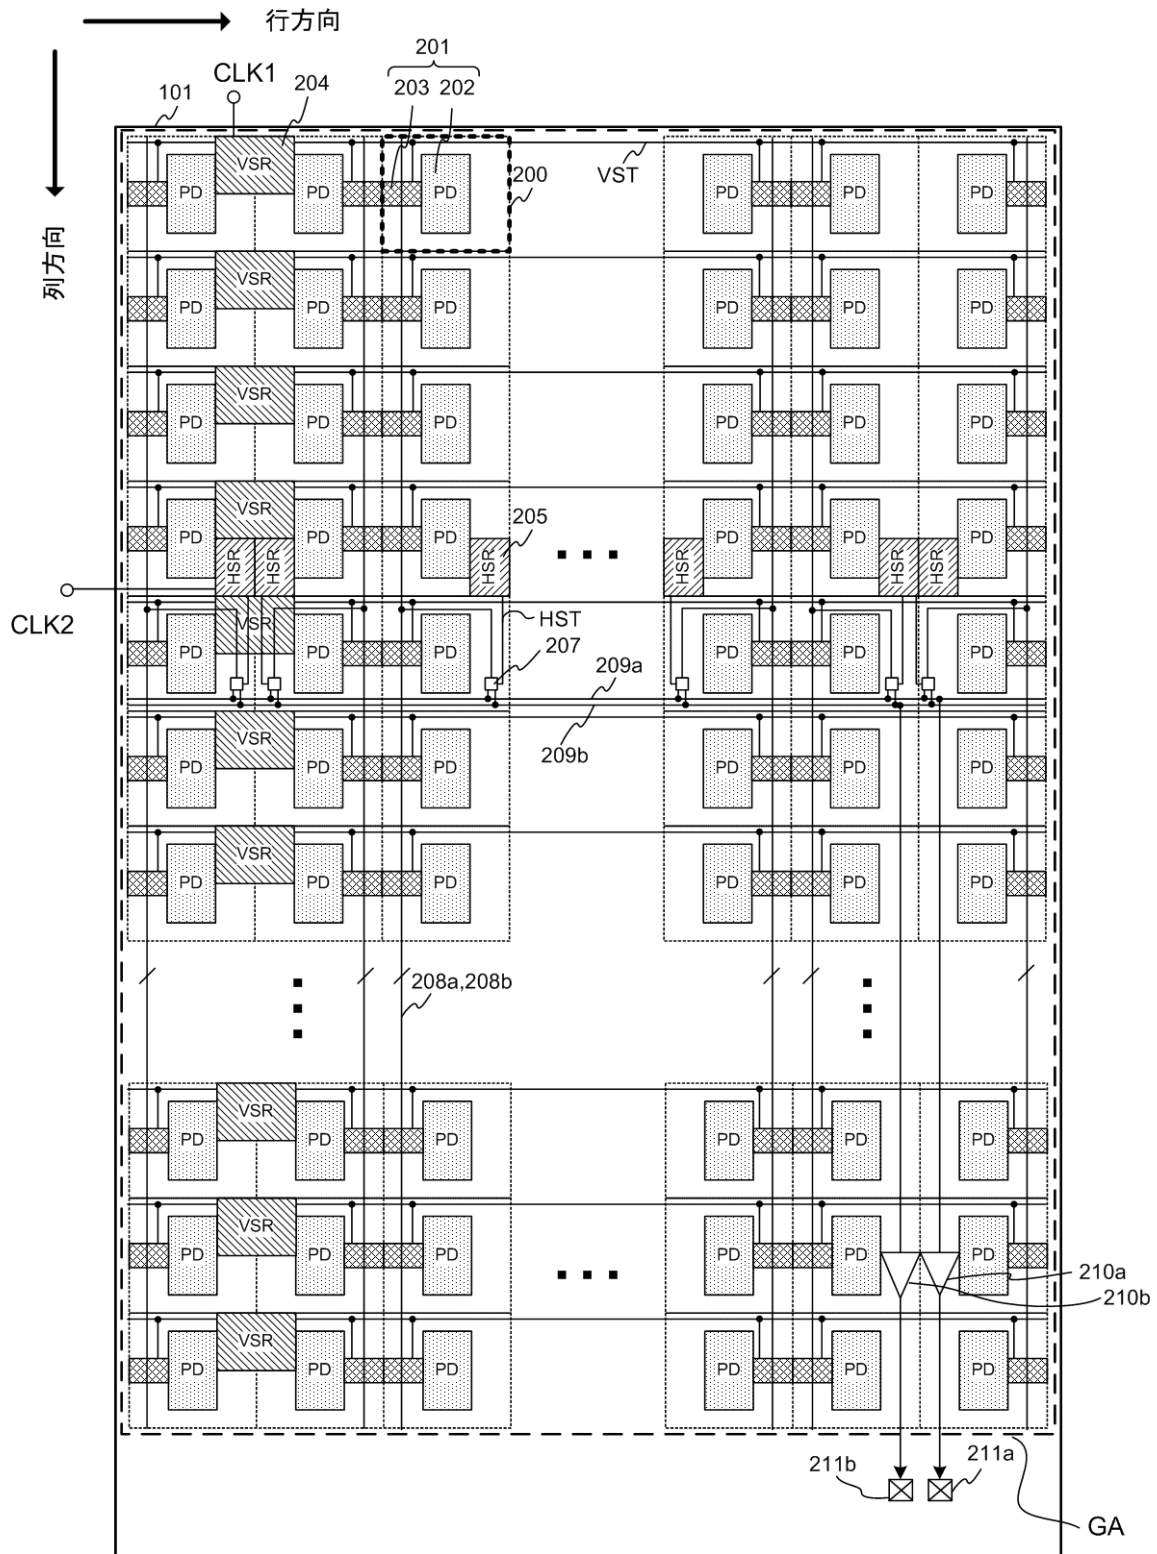 行方向
列方向
201
CLK1
203 202
101
204
VST
200
VSR
PD PD PD PD PD PD
VSR
PD PD PD PD PD PD
VSR
PD PD PD PD PD PD
VSR
PD PD PD PD PD PD
205
HSR HSR HSR HSR HSR HSR
CLK2
HST
VSR
PD PD PD PD PD PD
207
209a
209b
VSR
PD PD PD PD PD PD
VSR
PD PD PD PD PD PD
208a,208b
VSR
PD PD PD PD PD PD
VSR
PD PD PD PD PD PD
210a
210b
VSR
PD PD PD PD PD PD
211b
211a
GA